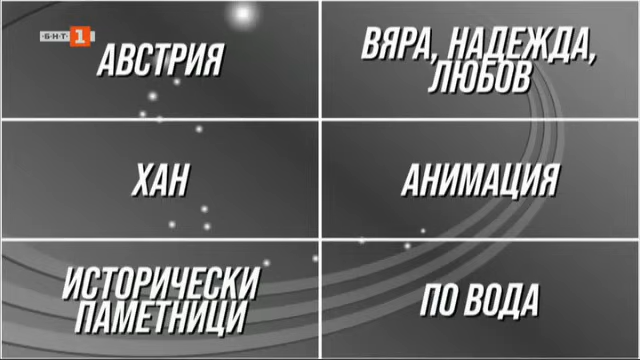 БНТ 1
АВСТРИЯ
ВЯРА, НАДЕЖДА,
ЛЮБОВ
ХАН
АНИМАЦИЯ
ИСТОРИЧЕСКИ
ПАМЕТНИЦИ
ПО ВОДА